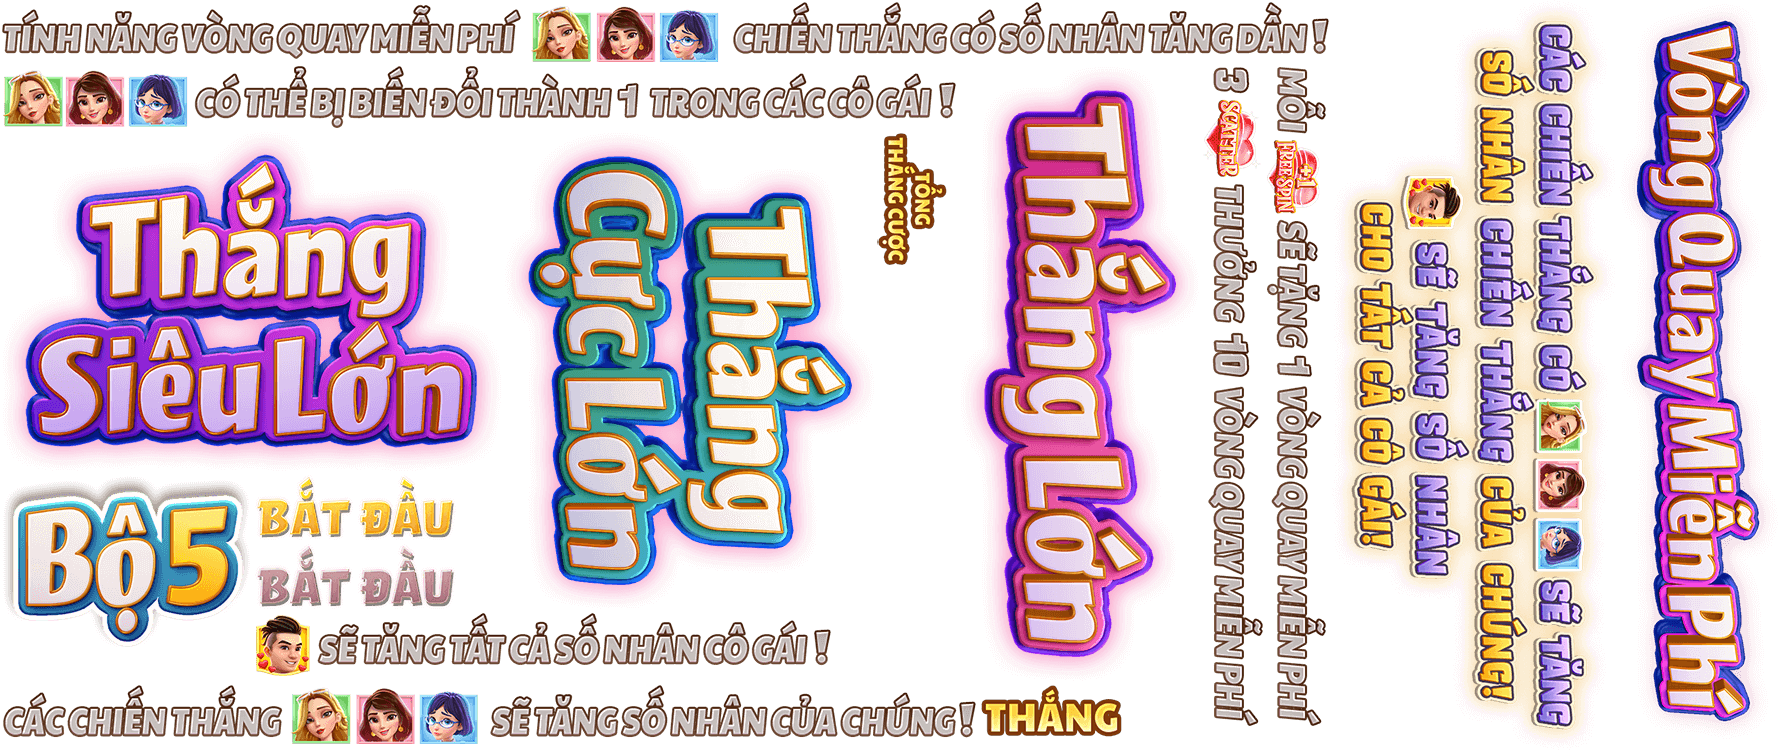 TÍNH NĂNG VÒNG QUAY MIỄN PHÍ CHIẾN THẮNG CÓ SỐ NHÂN TĂNG DẦN !
CÓ THỂ BỊ BIẾN ĐỔI THÀNH 1 TRONG CÁC CÔ GÁI !
Thắng
Siêu Lớn
Bộ 5
BẮT ĐẦU
BẮT ĐẦU
SẼ TĂNG TẤT CẢ SỐ NHÂN CÔ GÁI !
CÁC CHIẾN THẮNG SẼ TĂNG SỐ NHÂN CỦA CHÚNG !
THẮNG
Thắng
Cực Lớn
TỔNG
THẮNG CƯỢC
Thắng Lớn
MỖI +1 FREE SPIN SẼ TẶNG 1 VÒNG QUAY MIỄN PHÍ
3 SCATTER THƯỞNG 10 VÒNG QUAY MIỄN PHÍ
CÁC CHIẾN THẮNG CÓ SẼ TĂNG
SỐ NHÂN CHIẾN THẮNG CỦA CHÚNG!
SẼ TĂNG SỐ NHÂN
CHO TẤT CẢ CÔ GÁI!
Vòng Quay Miễn Phí